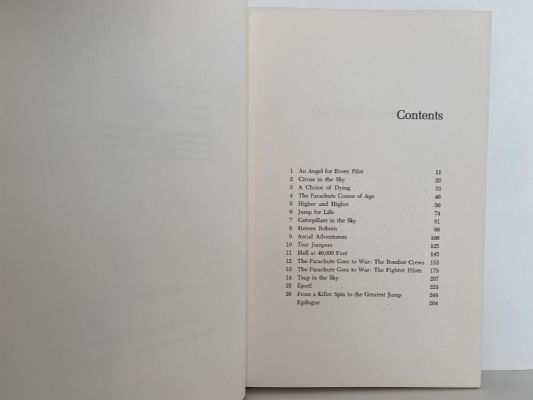 Contents
1 An Angel for Every Pilot 11
2 Circus in the Sky 20
3 A Choice of Dying 33
4 The Parachute Comes of Age 46
5 Higher and Higher 56
6 Jump for Life 74
7 Caterpillars in the Sky 81
8 Heroes Reborn 96
9 Aerial Adventurers 106
10 Test Jumpers 125
11 Hell at 40,000 Feet 145
12 The Parachute Goes to War: The Bomber Crews 153
13 The Parachute Goes to War: The Fighter Pilots 175
14 Trap in the Sky 207
15 Eject! 223
16 From a Killer Spin to the Greatest Jump 248
Epilogue 264